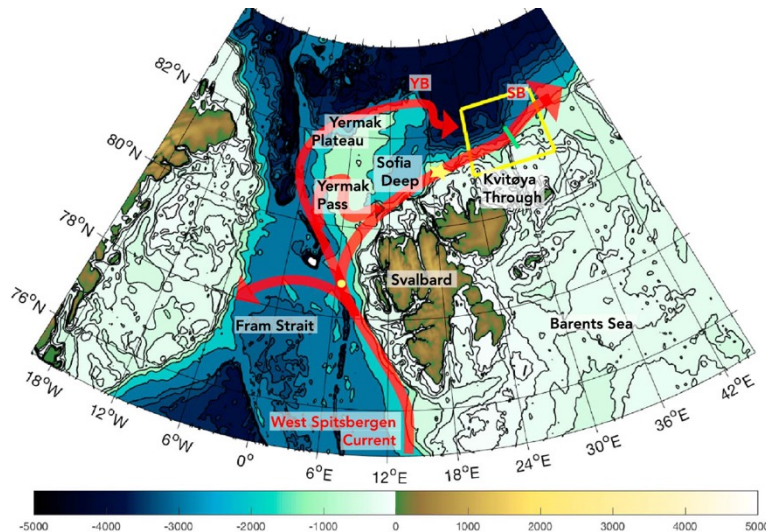 82°N
80°N
78°N
76°N
YB
SB
Yermak
Plateau
Sofia
Deep
Yermak
Pass
Kvitøya
Through
Svalbard
Fram Strait
Barents Sea
West Spitsbergen
Current
18°W
12°W
6°W
0°
6°E
12°E
18°E
24°E
30°E
36°E
42°E
-5000 -4000 -3000 -2000 -1000 0 1000 2000 3000 4000 5000